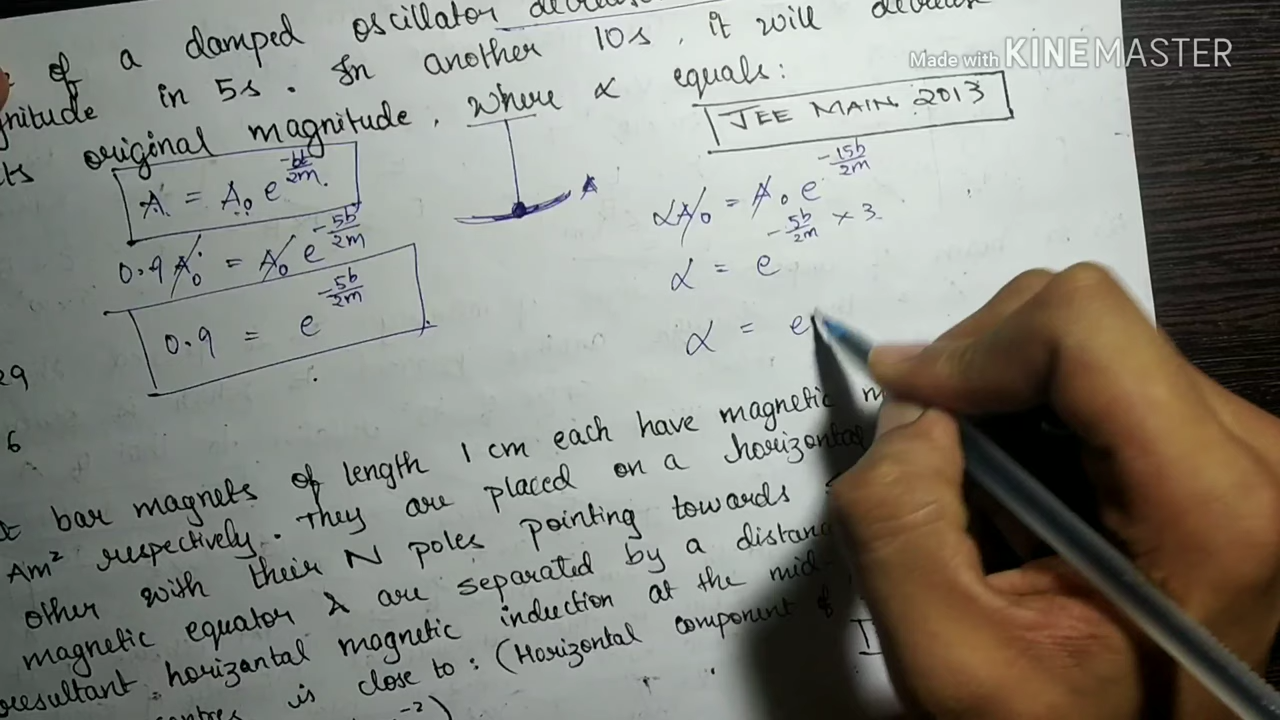 of a damped oscillator
in 5s. In another 10s, it will
original magnitude, where α equals:
JEE MAIN 2013
A = A₀ e^(-bt/2m)
0.9 A₀ = A₀ e^(-5b/2m)
0.9 = e^(-5b/2m)
A
αA₀ = A₀ e^(-15b/2m)
α = e^(-5b/2m × 3)
α = e
29
6
bar magnets of length 1 cm each have magnetic
Am² respectively. They are placed on a horizontal
other with their N poles pointing towards
magnetic equator & are separated by a
resultant horizantal magnetic induction at the mid-
is close to: (Horizontal component of
-2)
Made with KINEMASTER